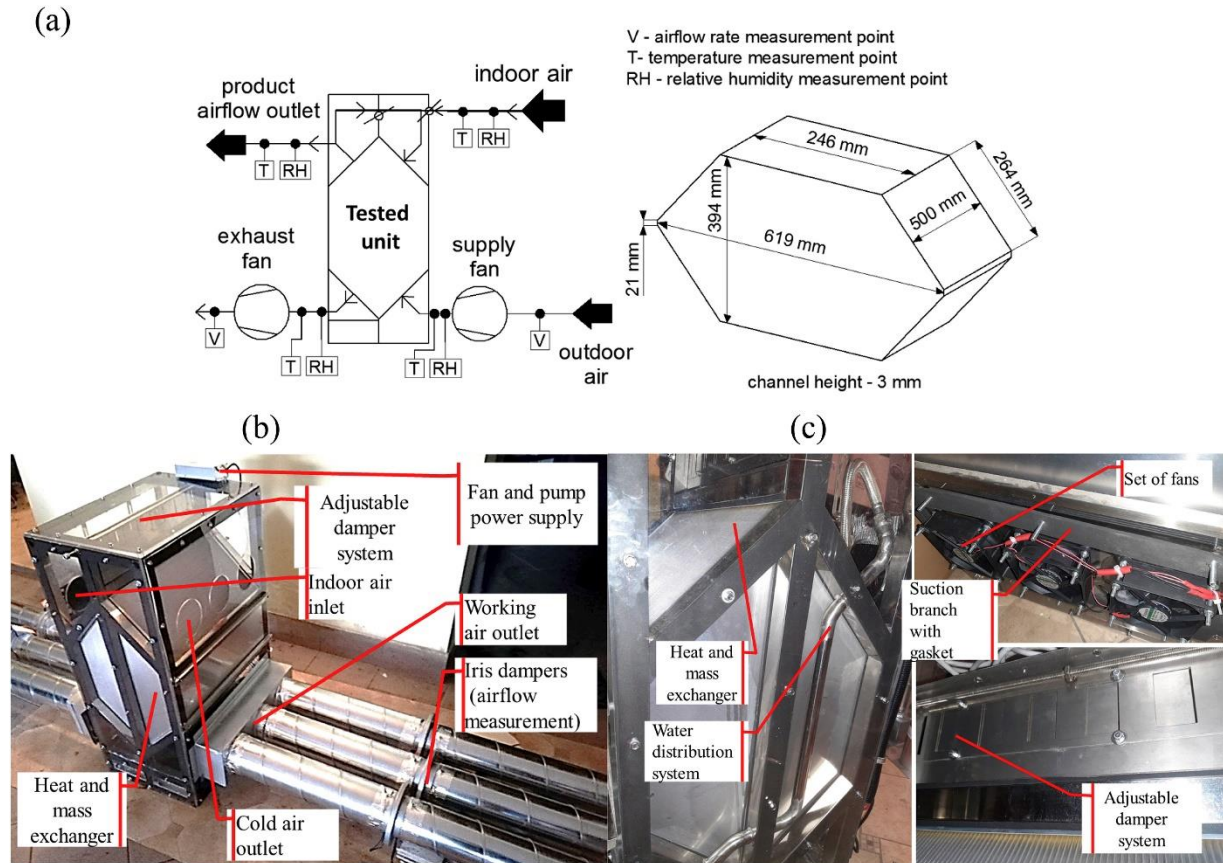 (a)
V - airflow rate measurement point
T- temperature measurement point
RH - relative humidity measurement point
product
airflow outlet
indoor air
T
RH
T
RH
Tested
unit
exhaust
fan
supply
fan
V
T
RH
T
RH
V
outdoor
air
246 mm
264 mm
500 mm
394 mm
619 mm
21 mm
channel height - 3 mm
(b)
Fan and pump
power supply
Adjustable
damper
system
Indoor air
inlet
Working
air outlet
Iris dampers
(airflow
measurement)
Heat and
mass
exchanger
Cold air
outlet
(c)
Heat and
mass
exchanger
Water
distribution
system
Set of fans
Suction
branch
with
gasket
Adjustable
damper
system